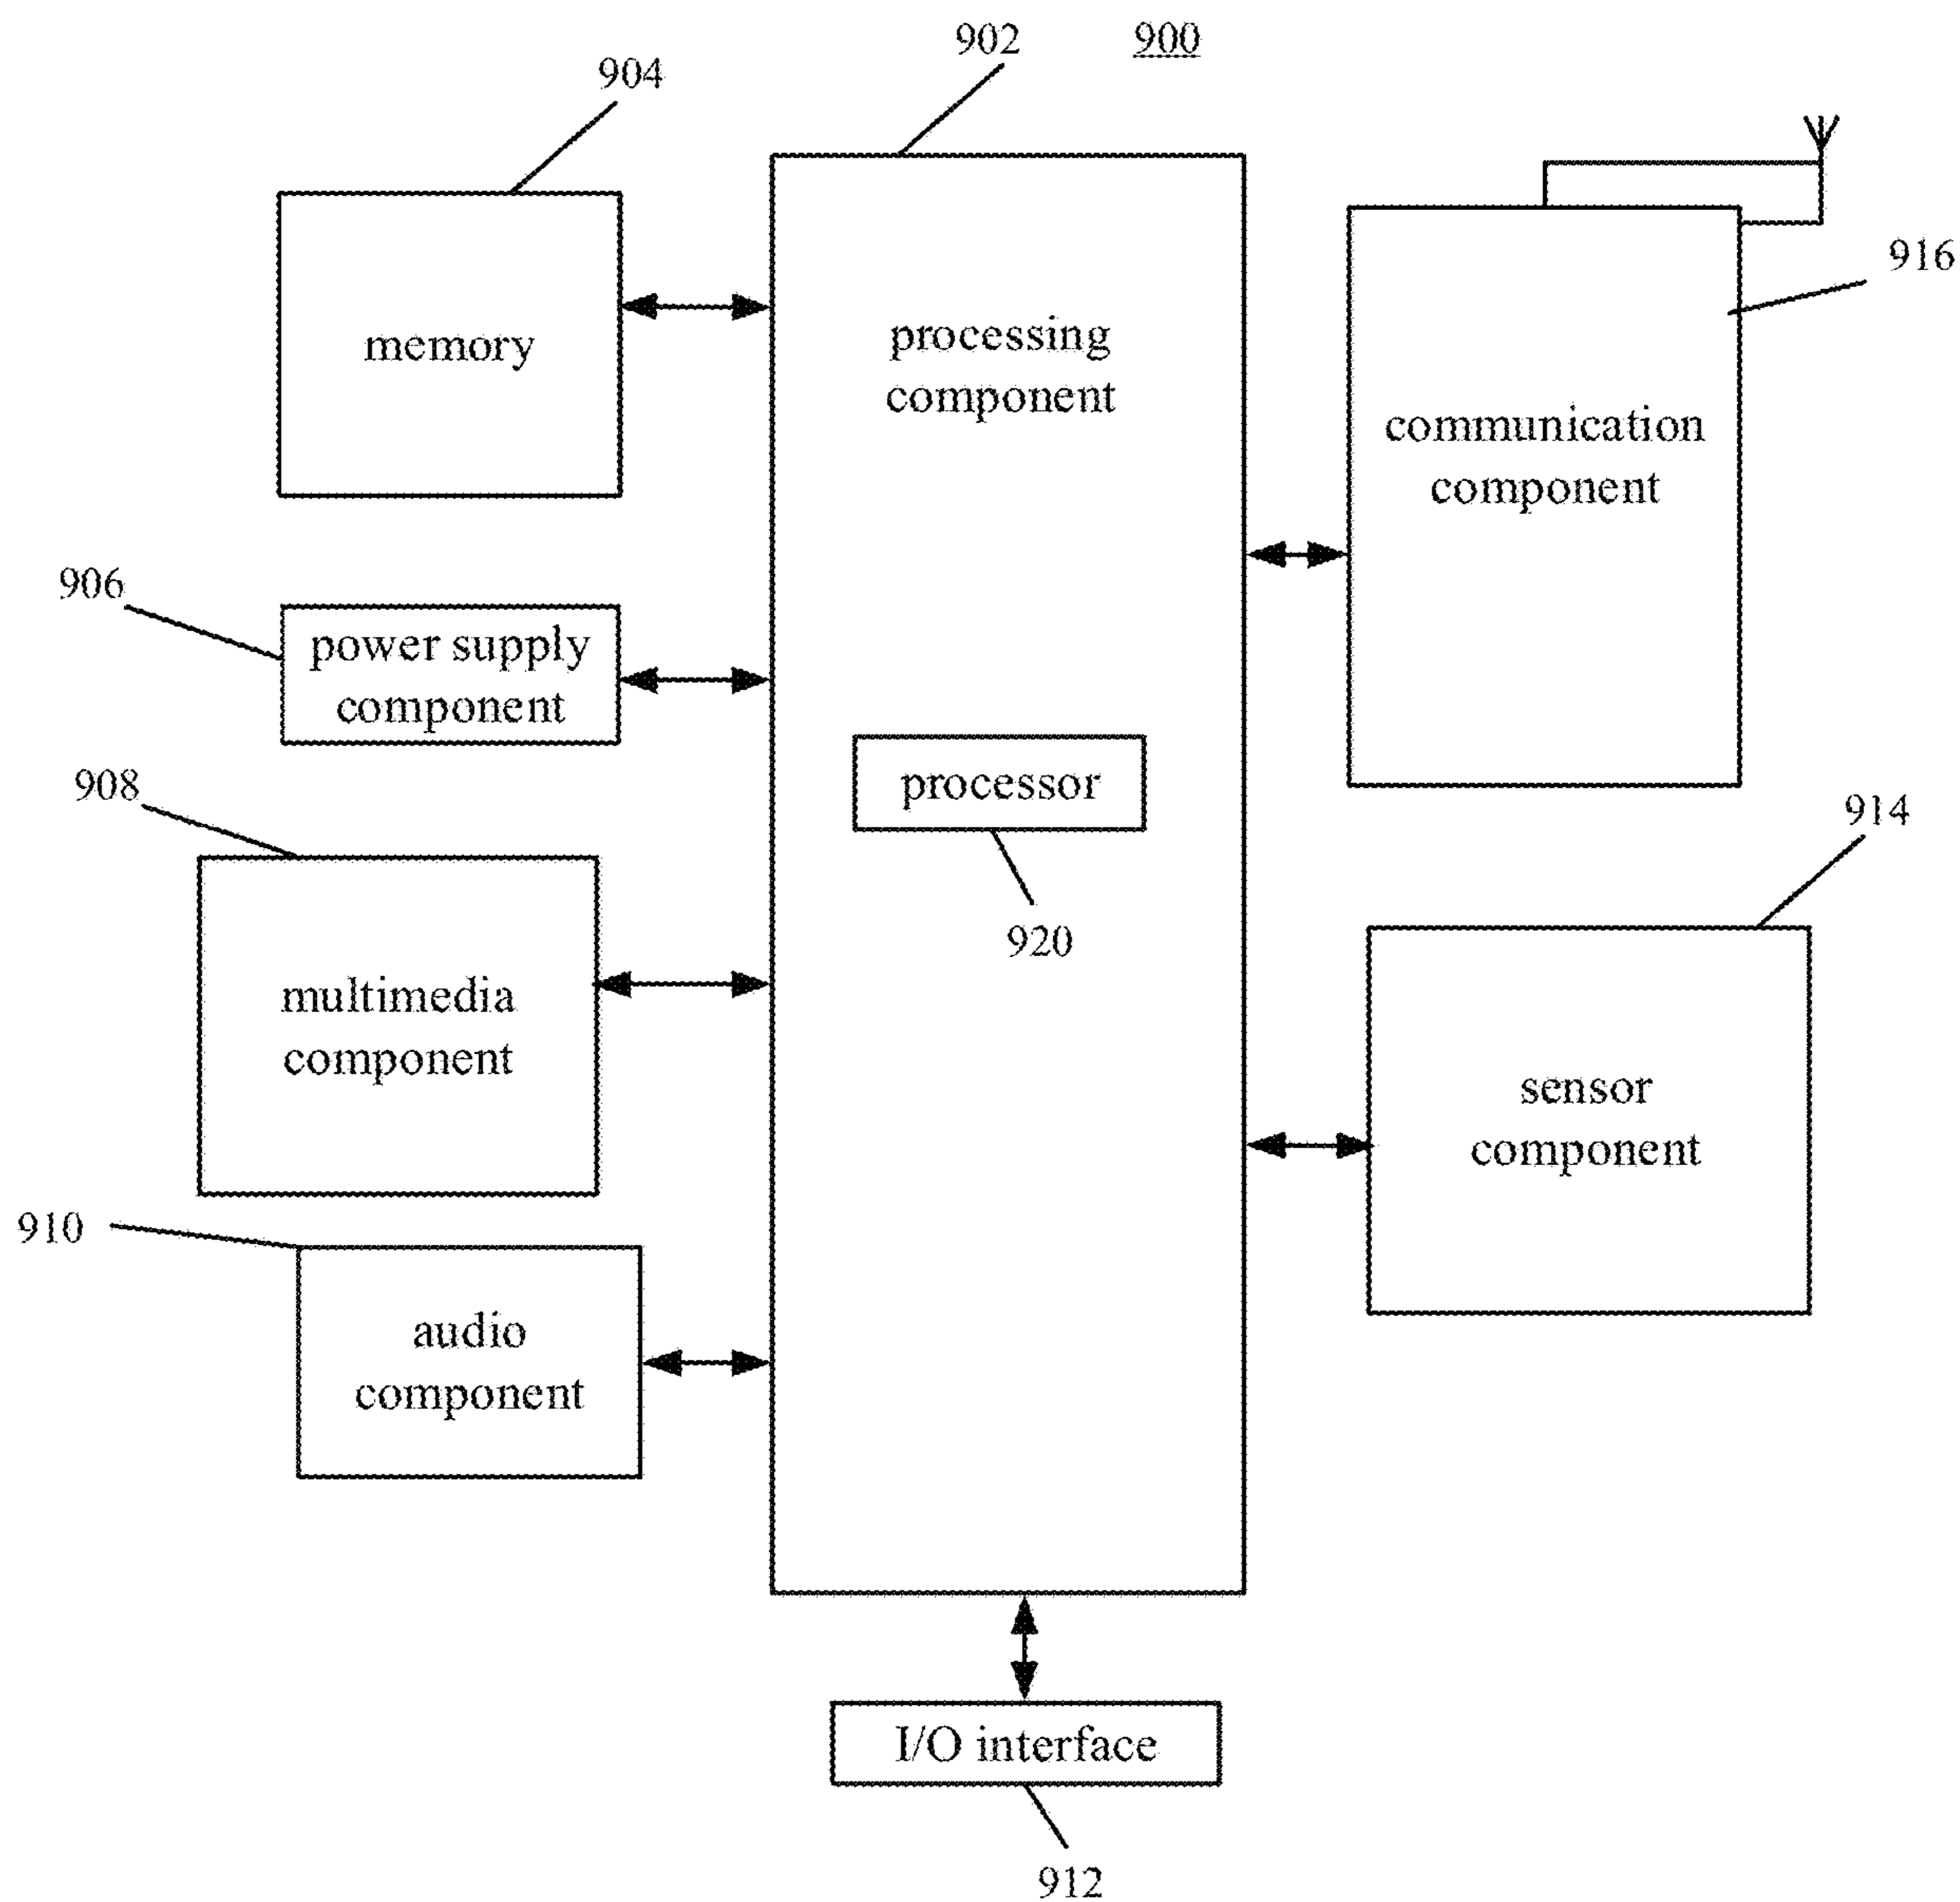 902
900
904
916
memory
processing
component
communication
component
906
power supply
component
908
processor
914
920
multimedia
component
sensor
component
910
audio
component
I/O interface
912